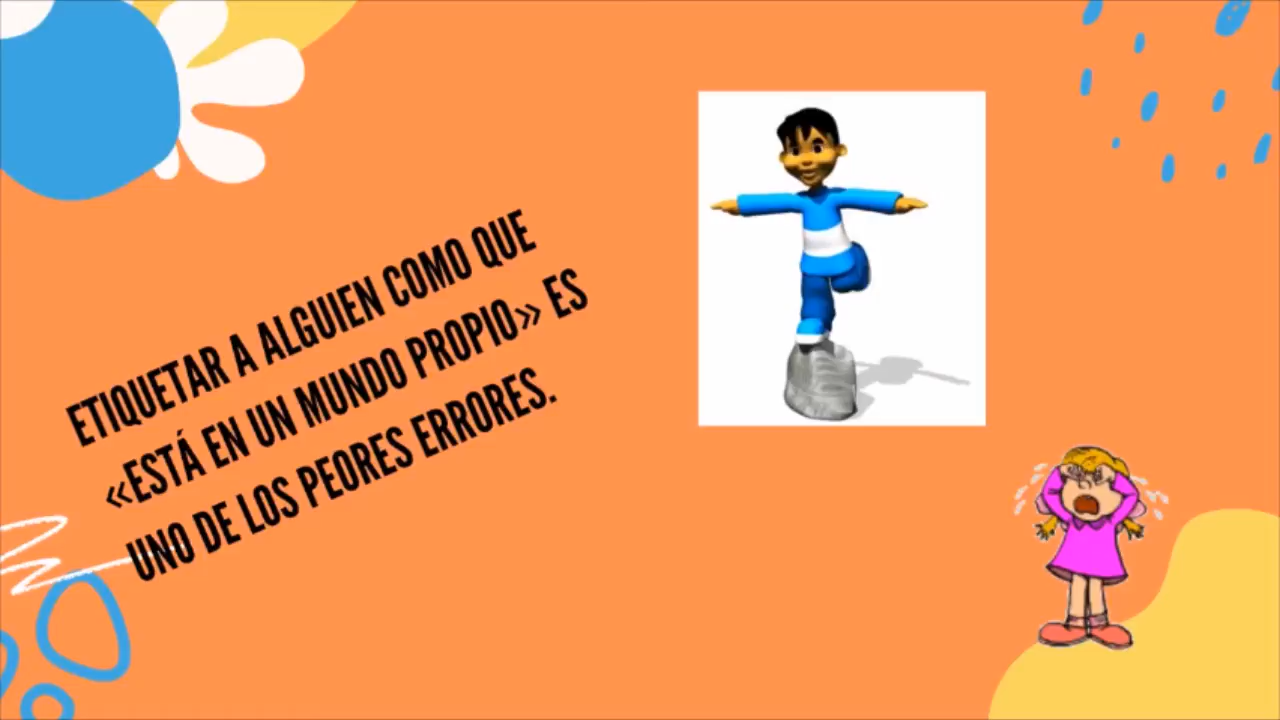 ETIQUETAR A ALGUIEN COMO QUE
«ESTÁ EN UN MUNDO PROPIO» ES
UNO DE LOS PEORES ERRORES.